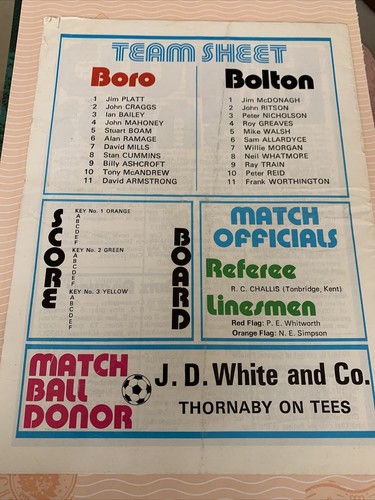 TEAM SHEET
Boro
1 Jim PLATT
2 John CRAGGS
3 Ian BAILEY
4 John MAHONEY
5 Stuart BOAM
6 Alan RAMAGE
7 David MILLS
8 Stan CUMMINS
9 Billy ASHCROFT
10 Tony McANDREW
11 David ARMSTRONG
Bolton
1 Jim McDONAGH
2 John RITSON
3 Peter NICHOLSON
4 Roy GREAVES
5 Mike WALSH
6 Sam ALLARDYCE
7 Willie MORGAN
8 Neil WHATMORE
9 Ray TRAIN
10 Peter REID
11 Frank WORTHINGTON
SCORE
KEY No. 1 ORANGE
A
B
C
D
E
F
KEY No. 2 GREEN
A
B
C
D
E
F
KEY No. 3 YELLOW
A
B
C
D
E
F
BOARD
MATCH
OFFICIALS
Referee
R. C. CHALLIS (Tonbridge, Kent)
Linesmen
Red Flag: P. E. Whitworth
Orange Flag: N. E. Simpson
MATCH
BALL
DONOR
J. D. White and Co.
THORNABY ON TEES